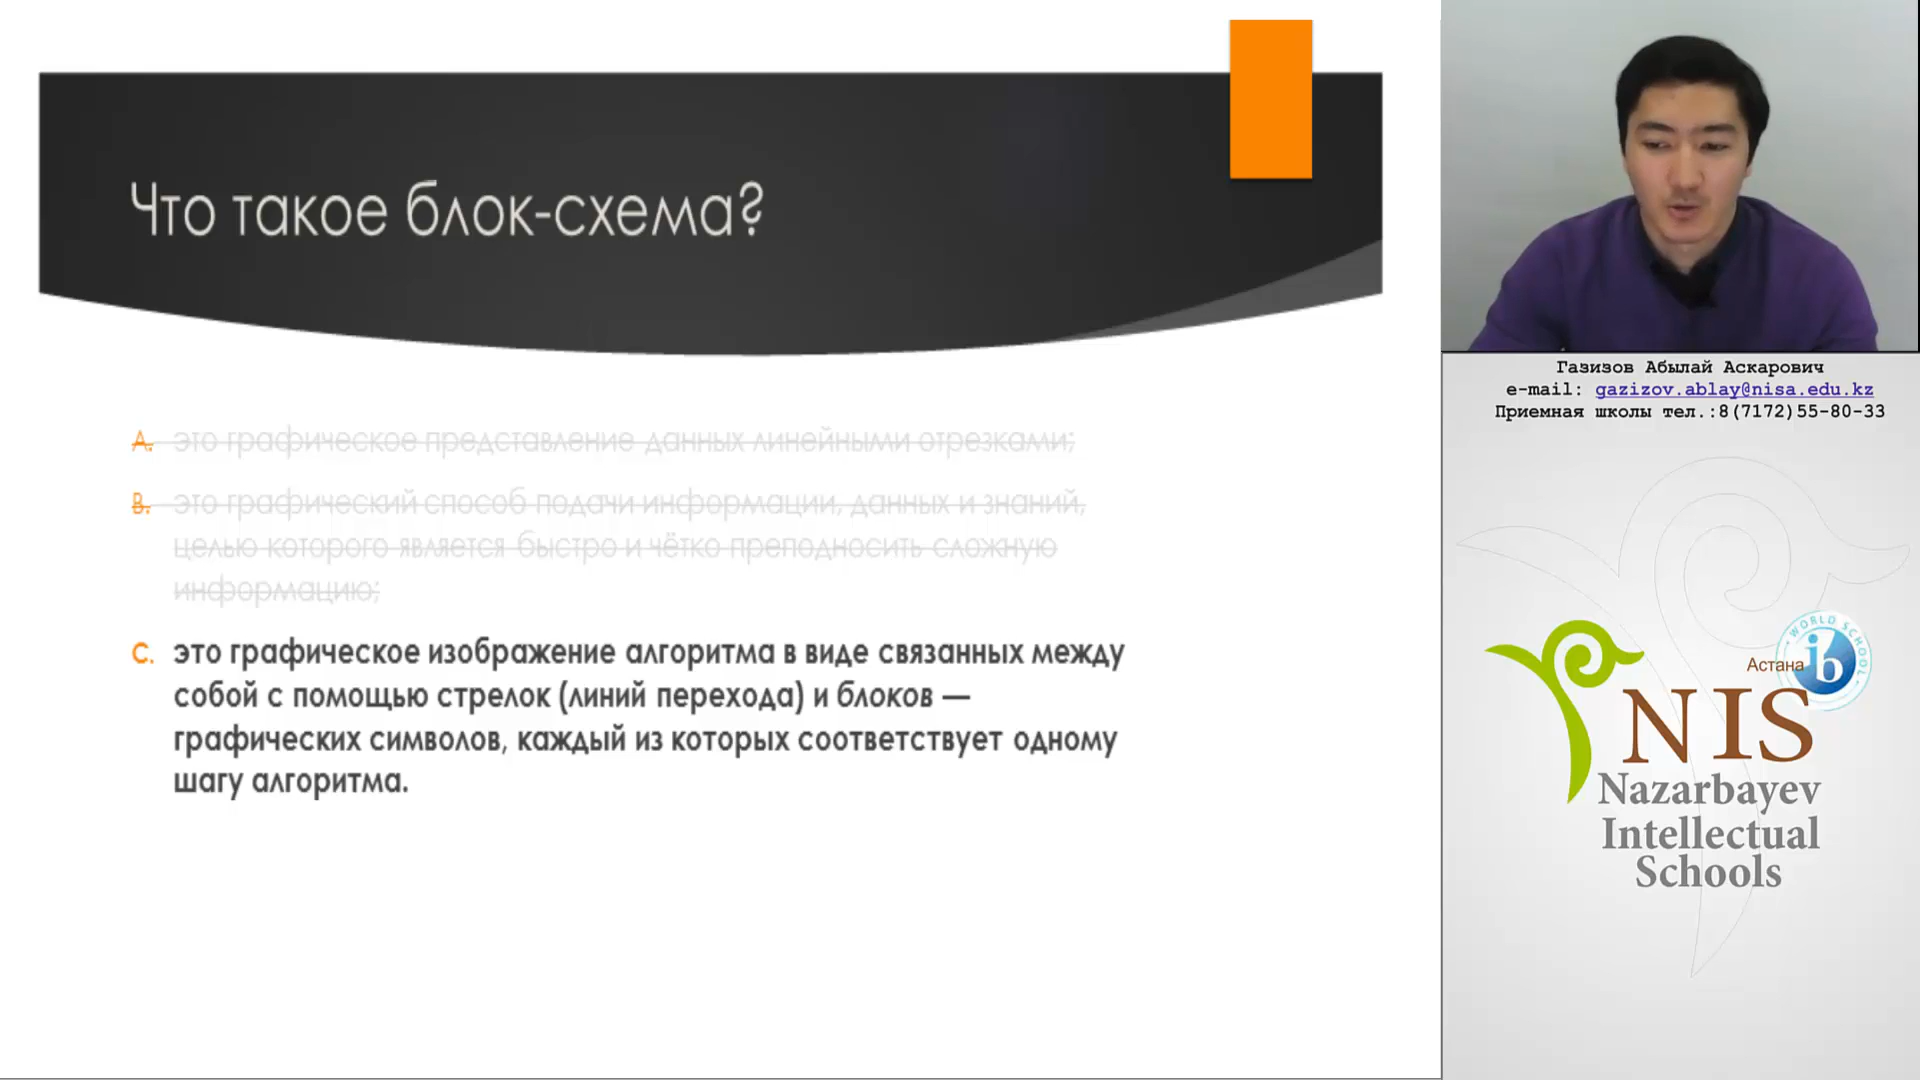 Что такое блок-схема?
A. это графическое представление данных линейными отрезками;
B. это графический способ подачи информации, данных и знаний,
целью которого является быстро и чётко преподносить сложную
информацию;
C. это графическое изображение алгоритма в виде связанных между
собой с помощью стрелок (линий перехода) и блоков —
графических символов, каждый из которых соответствует одному
шагу алгоритма.
Газизов Абылай Аскарович
e-mail: gazizov.ablay@nisa.edu.kz
Приемная школы тел.:8(7172)55-80-33
WORLD SCHOOL
ib
Астана
NIS
Nazarbayev
Intellectual
Schools